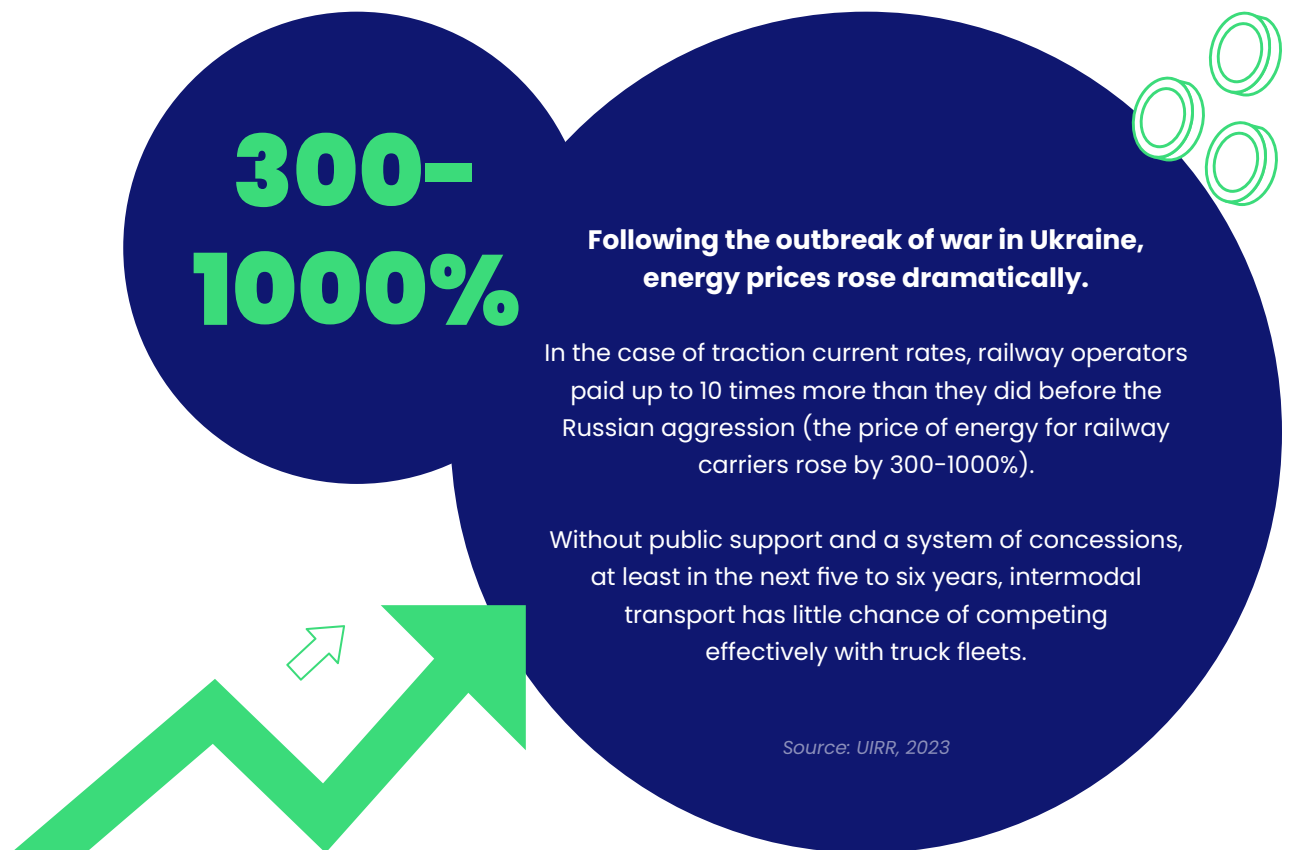 300–
1000%
Following the outbreak of war in Ukraine,
energy prices rose dramatically.
In the case of traction current rates, railway operators
paid up to 10 times more than they did before the
Russian aggression (the price of energy for railway
carriers rose by 300-1000%).
Without public support and a system of concessions,
at least in the next five to six years, intermodal
transport has little chance of competing
effectively with truck fleets.
Source: UIRR, 2023